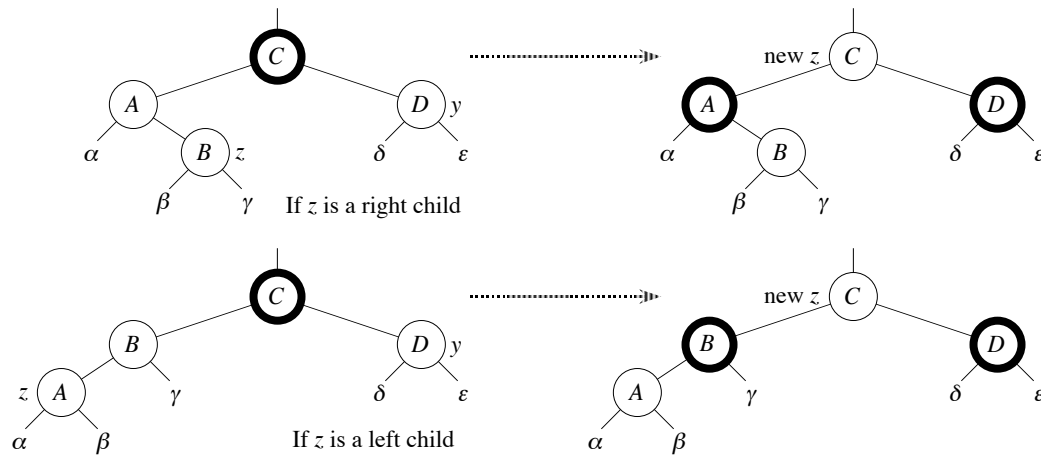 C
new z C
A D y
A D
α B z δ ε
α B δ ε
β γ
β γ
If z is a right child
C
new z C
B D y
B D
z A γ δ ε
A γ δ ε
α β
α β
If z is a left child